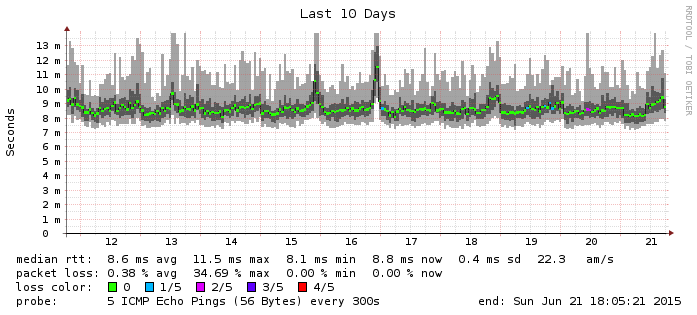 Last 10 Days
RRDTOOL / TOBI OETIKER
Seconds
13 m
12 m
11 m
10 m
9 m
8 m
7 m
6 m
5 m
4 m
3 m
2 m
1 m
0
12 13 14 15 16 17 18 19 20 21
median rtt: 8.6 ms avg 11.5 ms max 8.1 ms min 8.8 ms now 0.4 ms sd 22.3 am/s
packet loss: 0.38 % avg 34.69 % max 0.00 % min 0.00 % now
loss color: 0 1/5 2/5 3/5 4/5
probe: 5 ICMP Echo Pings (56 Bytes) every 300s end: Sun Jun 21 18:05:21 2015